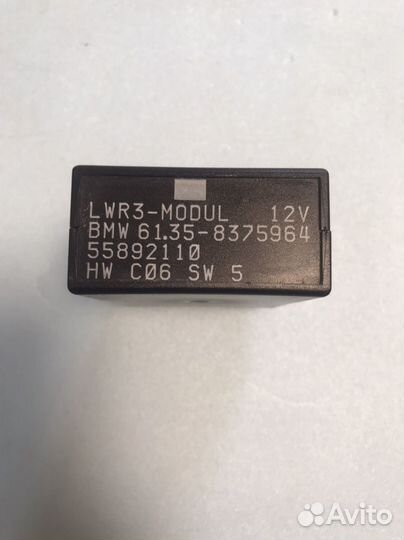 LWR3-MODUL 12V
BMW 61.35-8375964
55892110
HW C06 SW 5
Avito